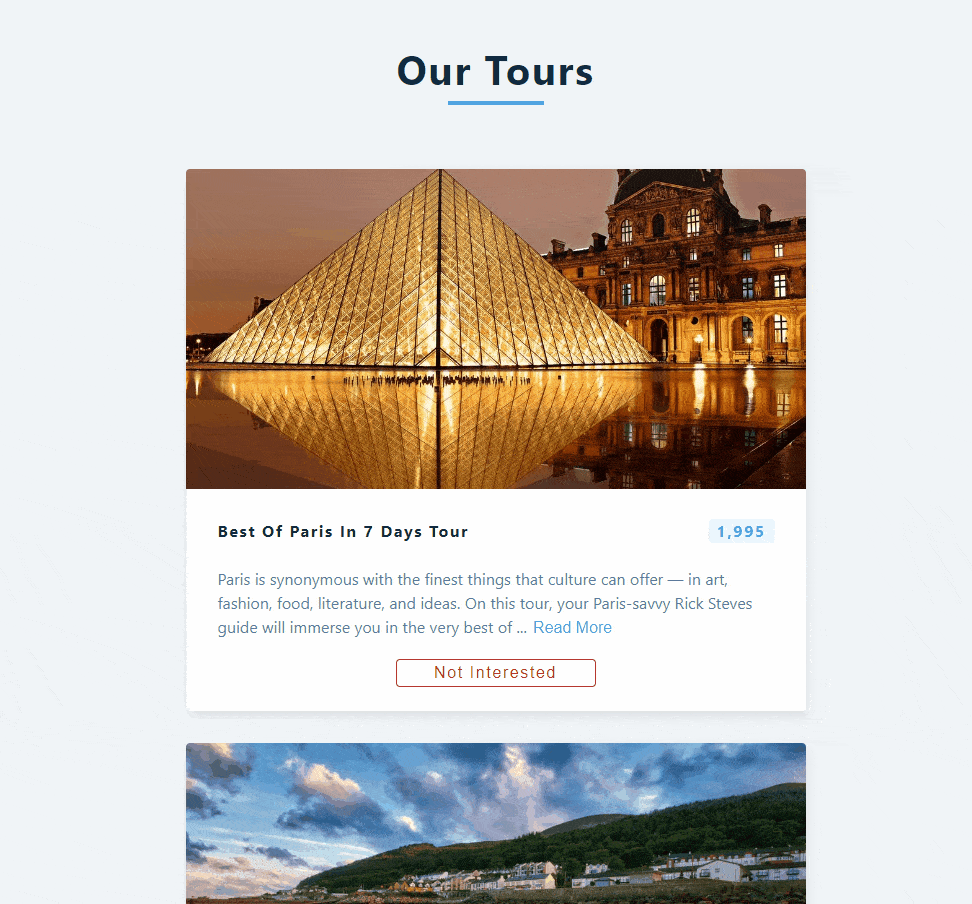 Our Tours
Best Of Paris In 7 Days Tour 1,995
Paris is synonymous with the finest things that culture can offer — in art,
fashion, food, literature, and ideas. On this tour, your Paris-savvy Rick Steves
guide will immerse you in the very best of ... Read More
Not Interested